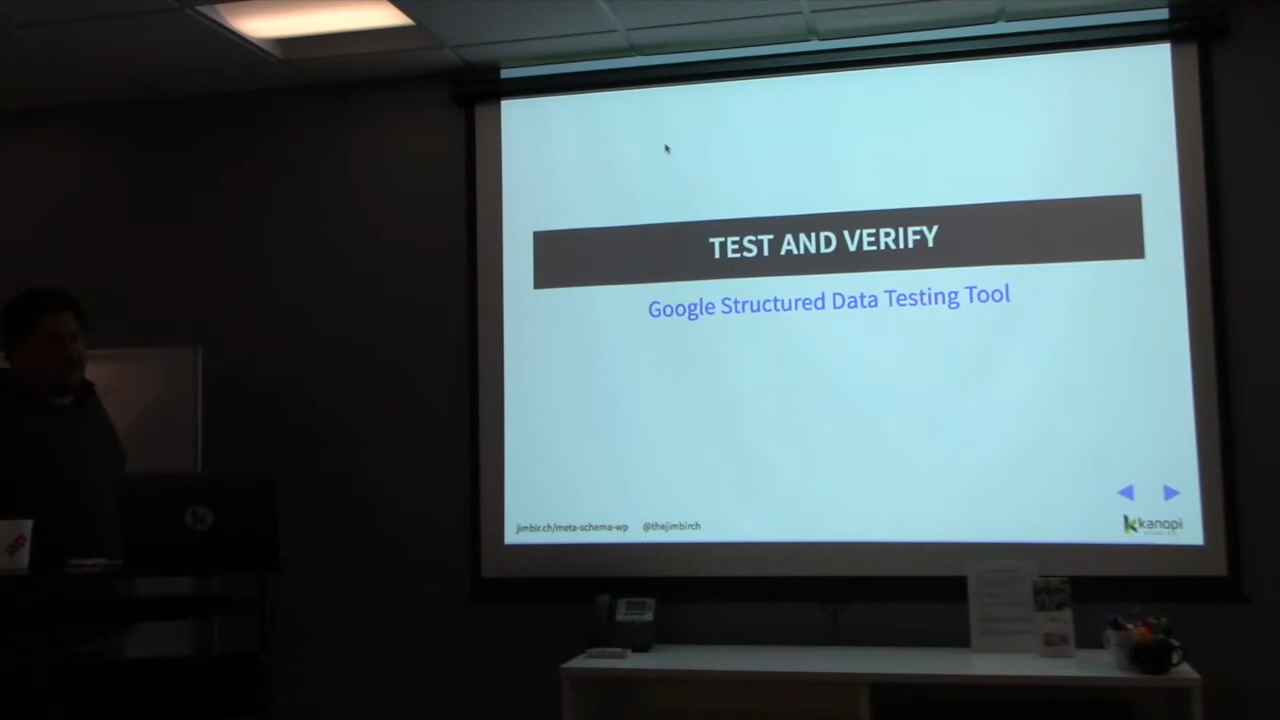 TEST AND VERIFY
Google Structured Data Testing Tool
jimbir.ch/meta-schema-wp @thejimbirch
kanopi